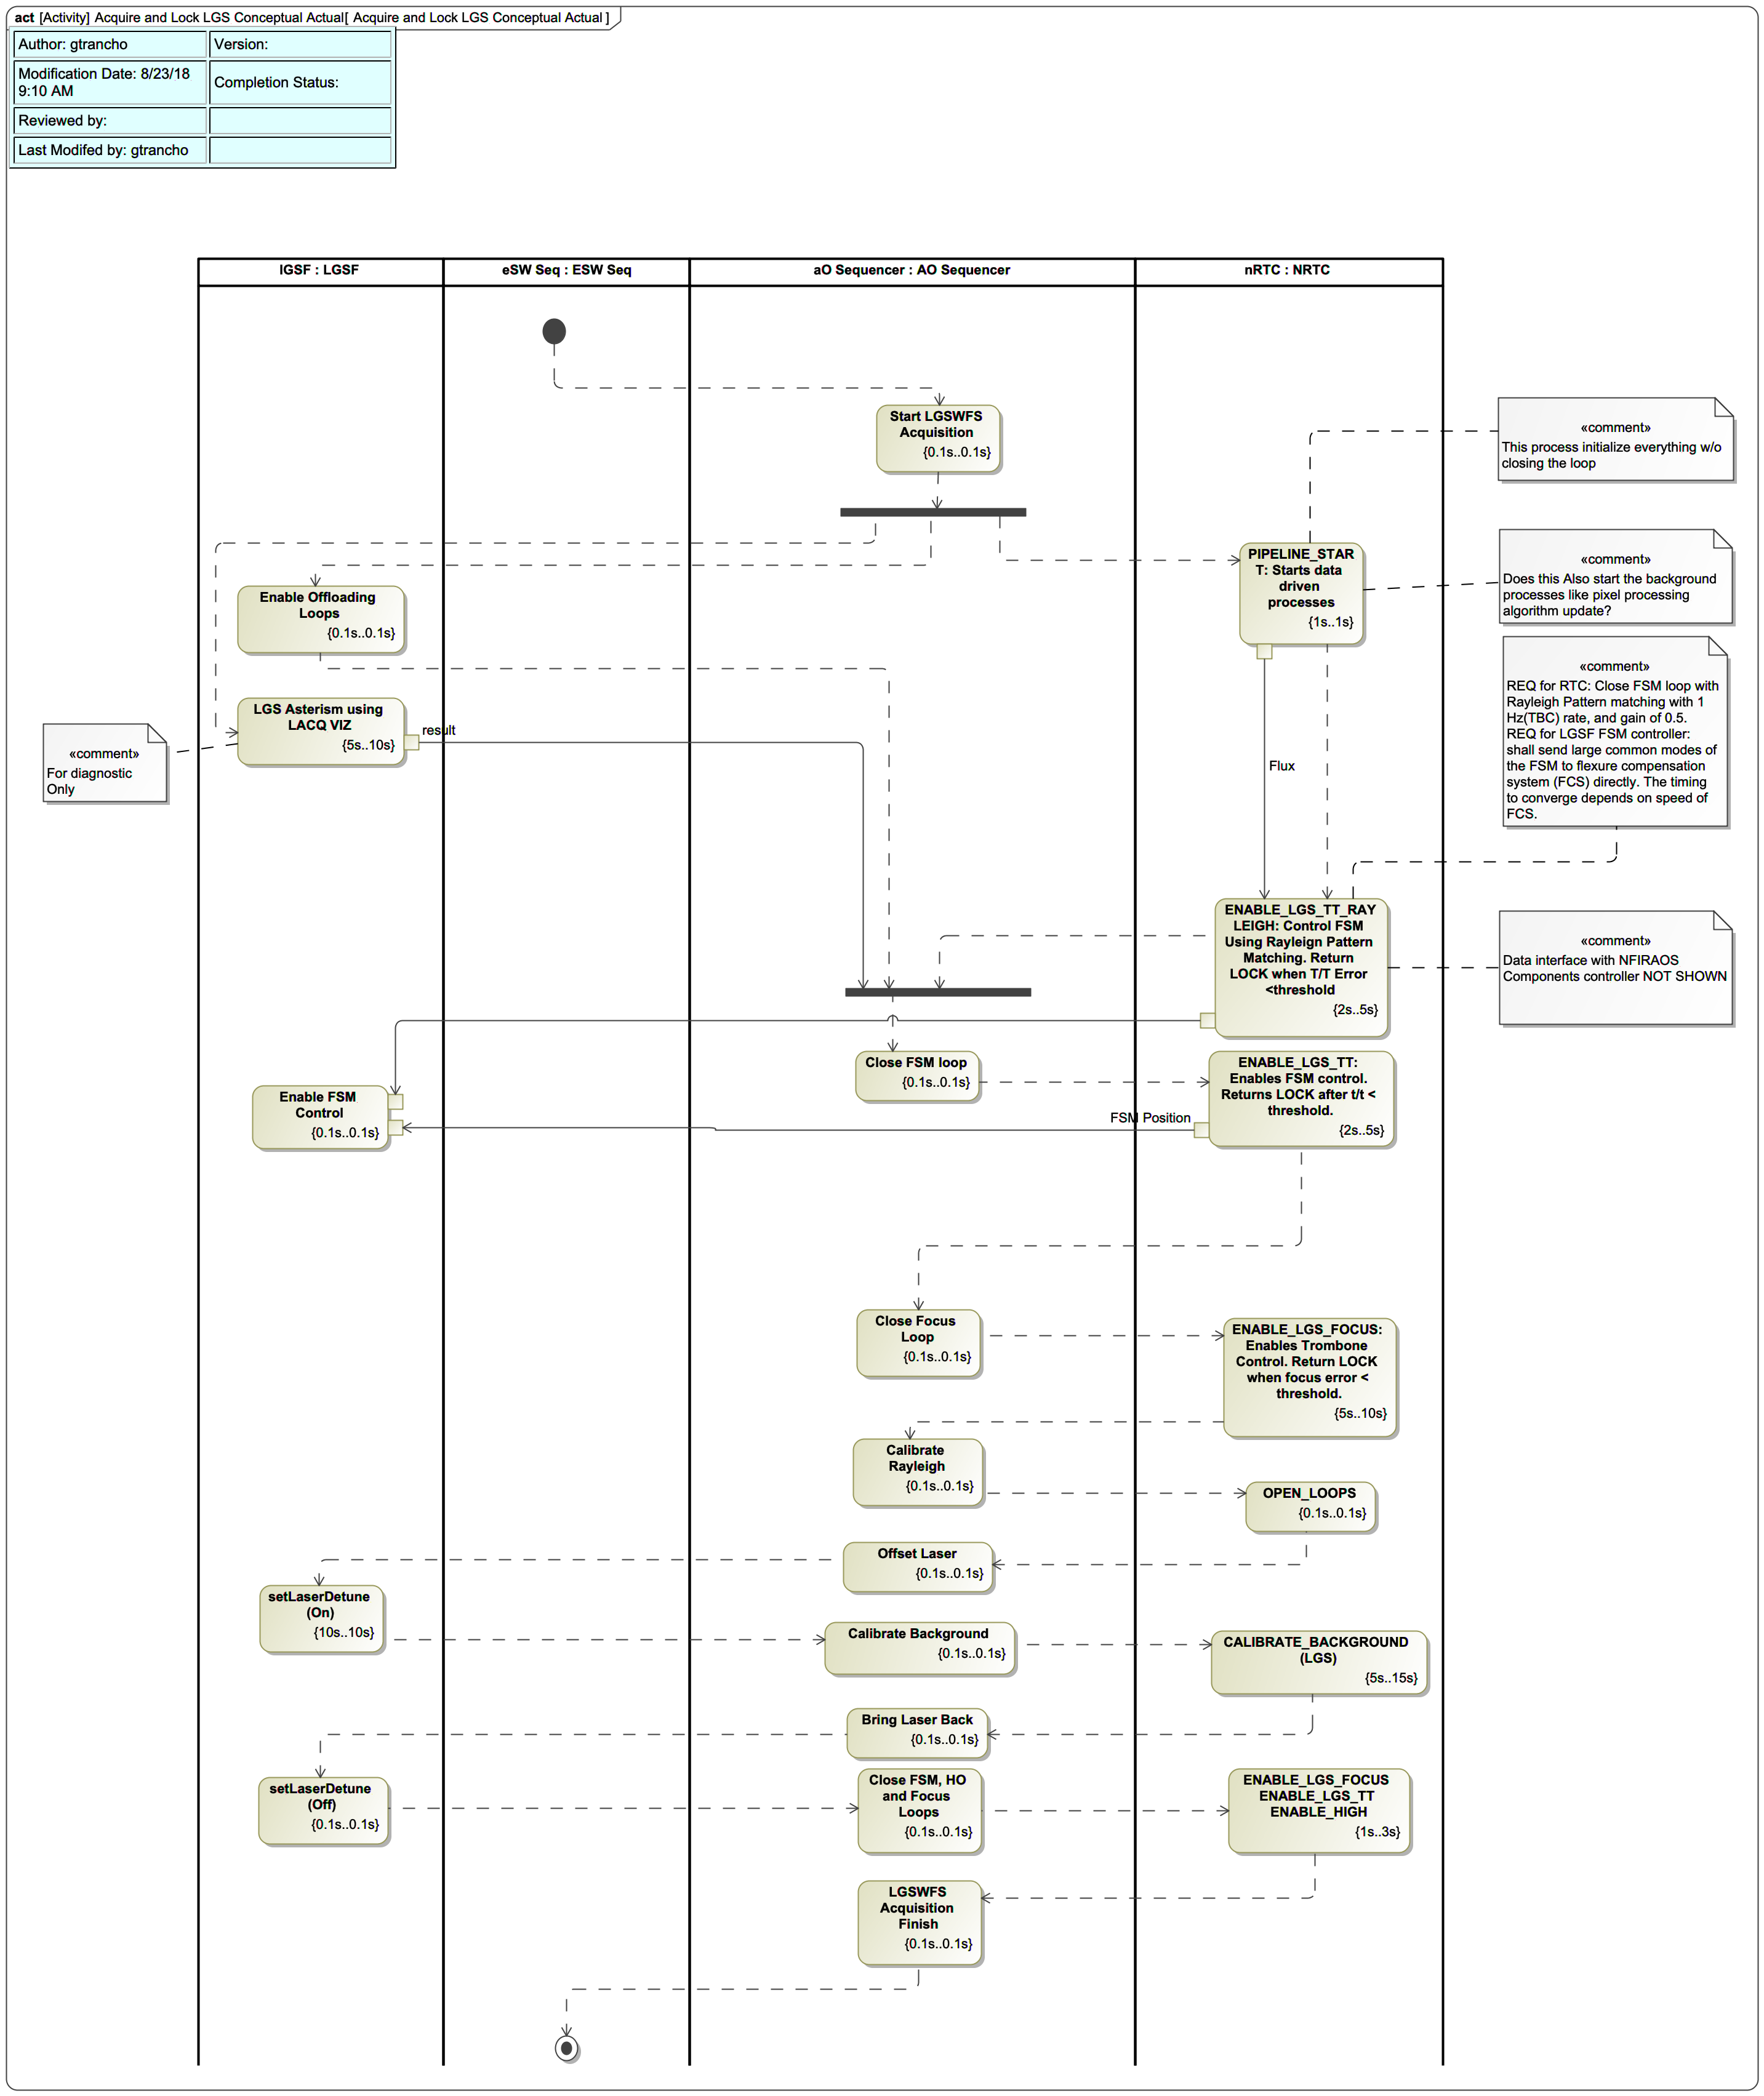 act [Activity] Acquire and Lock LGS Conceptual Actual[ Acquire and Lock LGS Conceptual Actual ]
Author: gtrancho
Version:
Modification Date: 8/23/18
9:10 AM
Completion Status:
Reviewed by:
Last Modifed by: gtrancho
lGSF : LGSF
eSW Seq : ESW Seq
aO Sequencer : AO Sequencer
nRTC : NRTC
Start LGSWFS
Acquisition
{0.1s..0.1s}
«comment»
This process initialize everything w/o
closing the loop
PIPELINE_STAR
T: Starts data
driven
processes
{1s..1s}
«comment»
Does this Also start the background
processes like pixel processing
algorithm update?
Enable Offloading
Loops
{0.1s..0.1s}
«comment»
REQ for RTC: Close FSM loop with
Rayleigh Pattern matching with 1
Hz(TBC) rate, and gain of 0.5.
REQ for LGSF FSM controller:
shall send large common modes of
the FSM to flexure compensation
system (FCS) directly. The timing
to converge depends on speed of
FCS.
LGS Asterism using
LACQ VIZ
{5s..10s}
result
«comment»
For diagnostic
Only
Flux
ENABLE_LGS_TT_RAY
LEIGH: Control FSM
Using Rayleign Pattern
Matching. Return
LOCK when T/T Error
<threshold
{2s..5s}
«comment»
Data interface with NFIRAOS
Components controller NOT SHOWN
Close FSM loop
{0.1s..0.1s}
ENABLE_LGS_TT:
Enables FSM control.
Returns LOCK after t/t <
threshold.
{2s..5s}
Enable FSM
Control
{0.1s..0.1s}
FSM Position
Close Focus
Loop
{0.1s..0.1s}
ENABLE_LGS_FOCUS:
Enables Trombone
Control. Return LOCK
when focus error <
threshold.
{5s..10s}
Calibrate
Rayleigh
{0.1s..0.1s}
OPEN_LOOPS
{0.1s..0.1s}
Offset Laser
{0.1s..0.1s}
setLaserDetune
(On)
{10s..10s}
Calibrate Background
{0.1s..0.1s}
CALIBRATE_BACKGROUND
(LGS)
{5s..15s}
Bring Laser Back
{0.1s..0.1s}
setLaserDetune
(Off)
{0.1s..0.1s}
Close FSM, HO
and Focus
Loops
{0.1s..0.1s}
ENABLE_LGS_FOCUS
ENABLE_LGS_TT
ENABLE_HIGH
{1s..3s}
LGSWFS
Acquisition
Finish
{0.1s..0.1s}